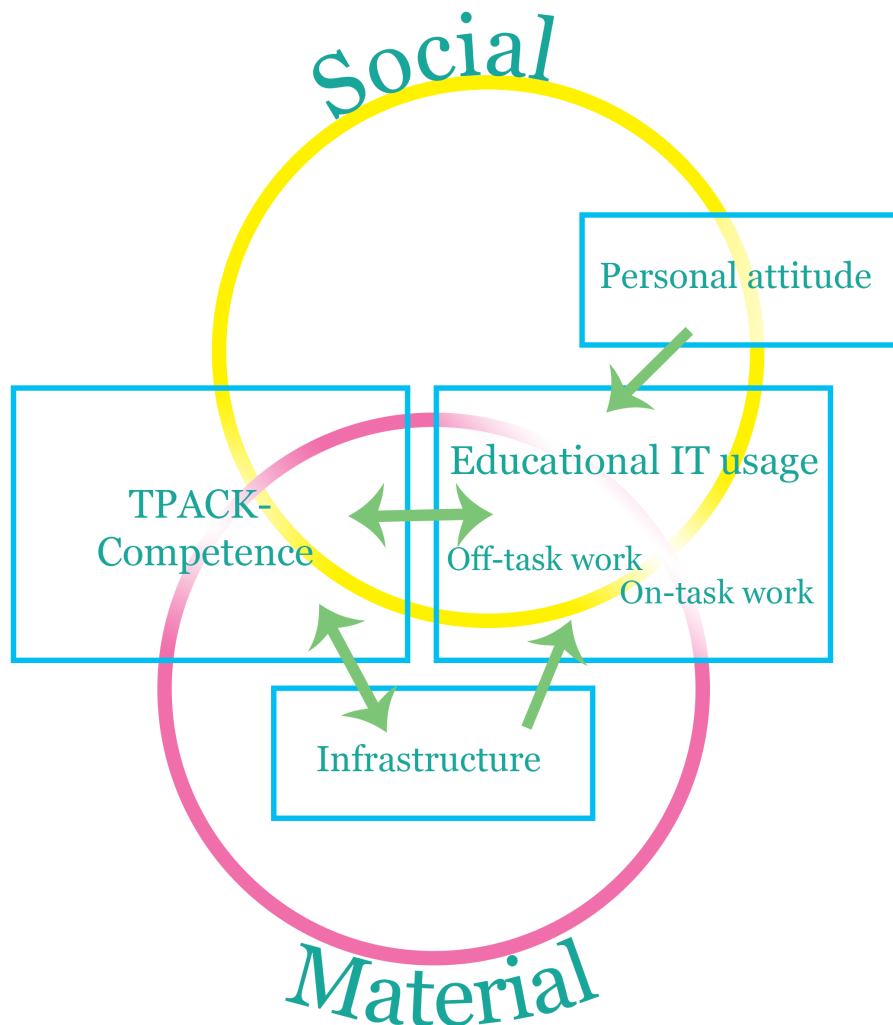 Social
Personal attitude
Educational IT usage
TPACK-
Competence
Off-task work
On-task work
Infrastructure
Material